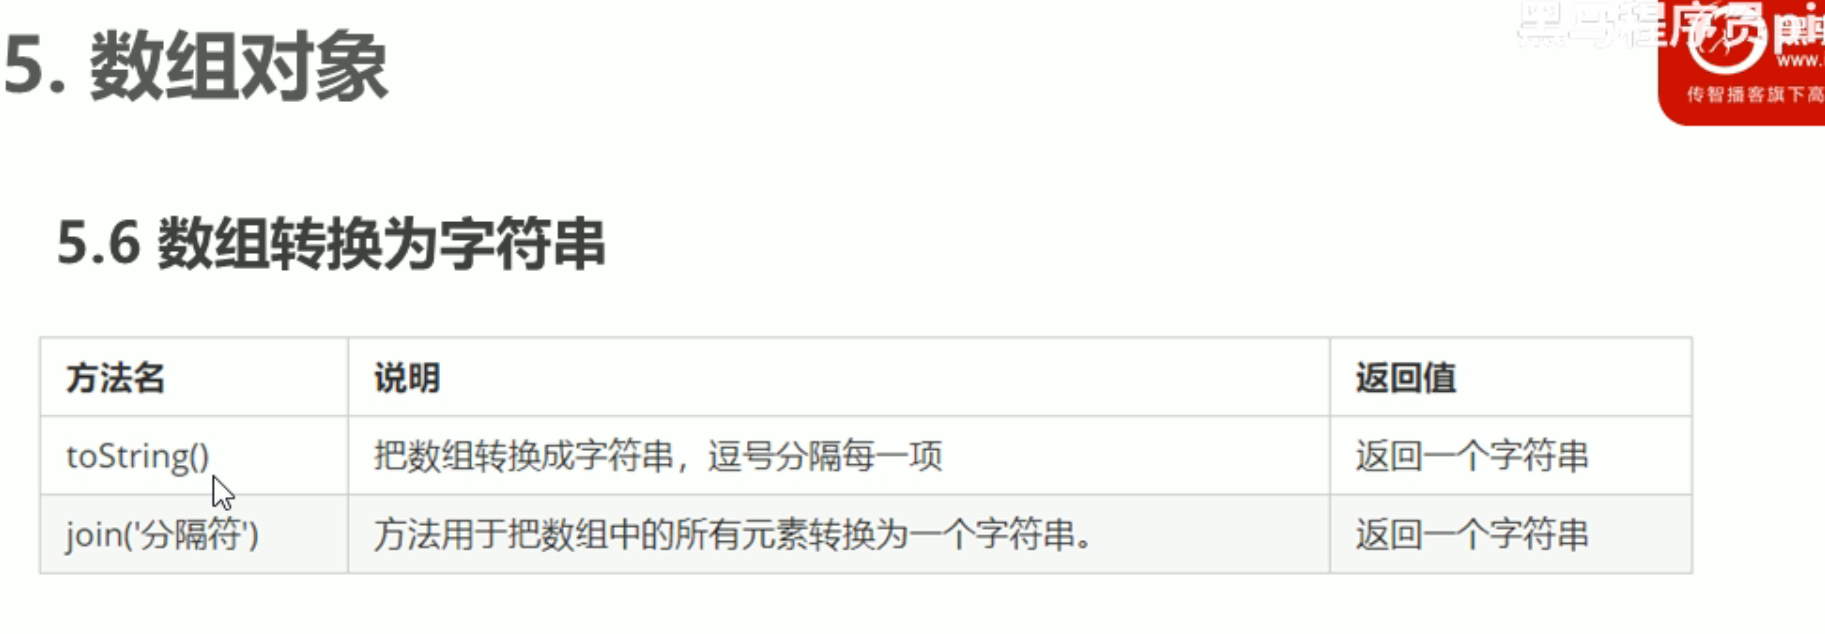 黑马程序员pi
www.
传智播客旗下高
5. 数组对象
5.6 数组转换为字符串
方法名 说明 返回值
toString() 把数组转换成字符串，逗号分隔每一项 返回一个字符串
join('分隔符') 方法用于把数组中的所有元素转换为一个字符串。 返回一个字符串